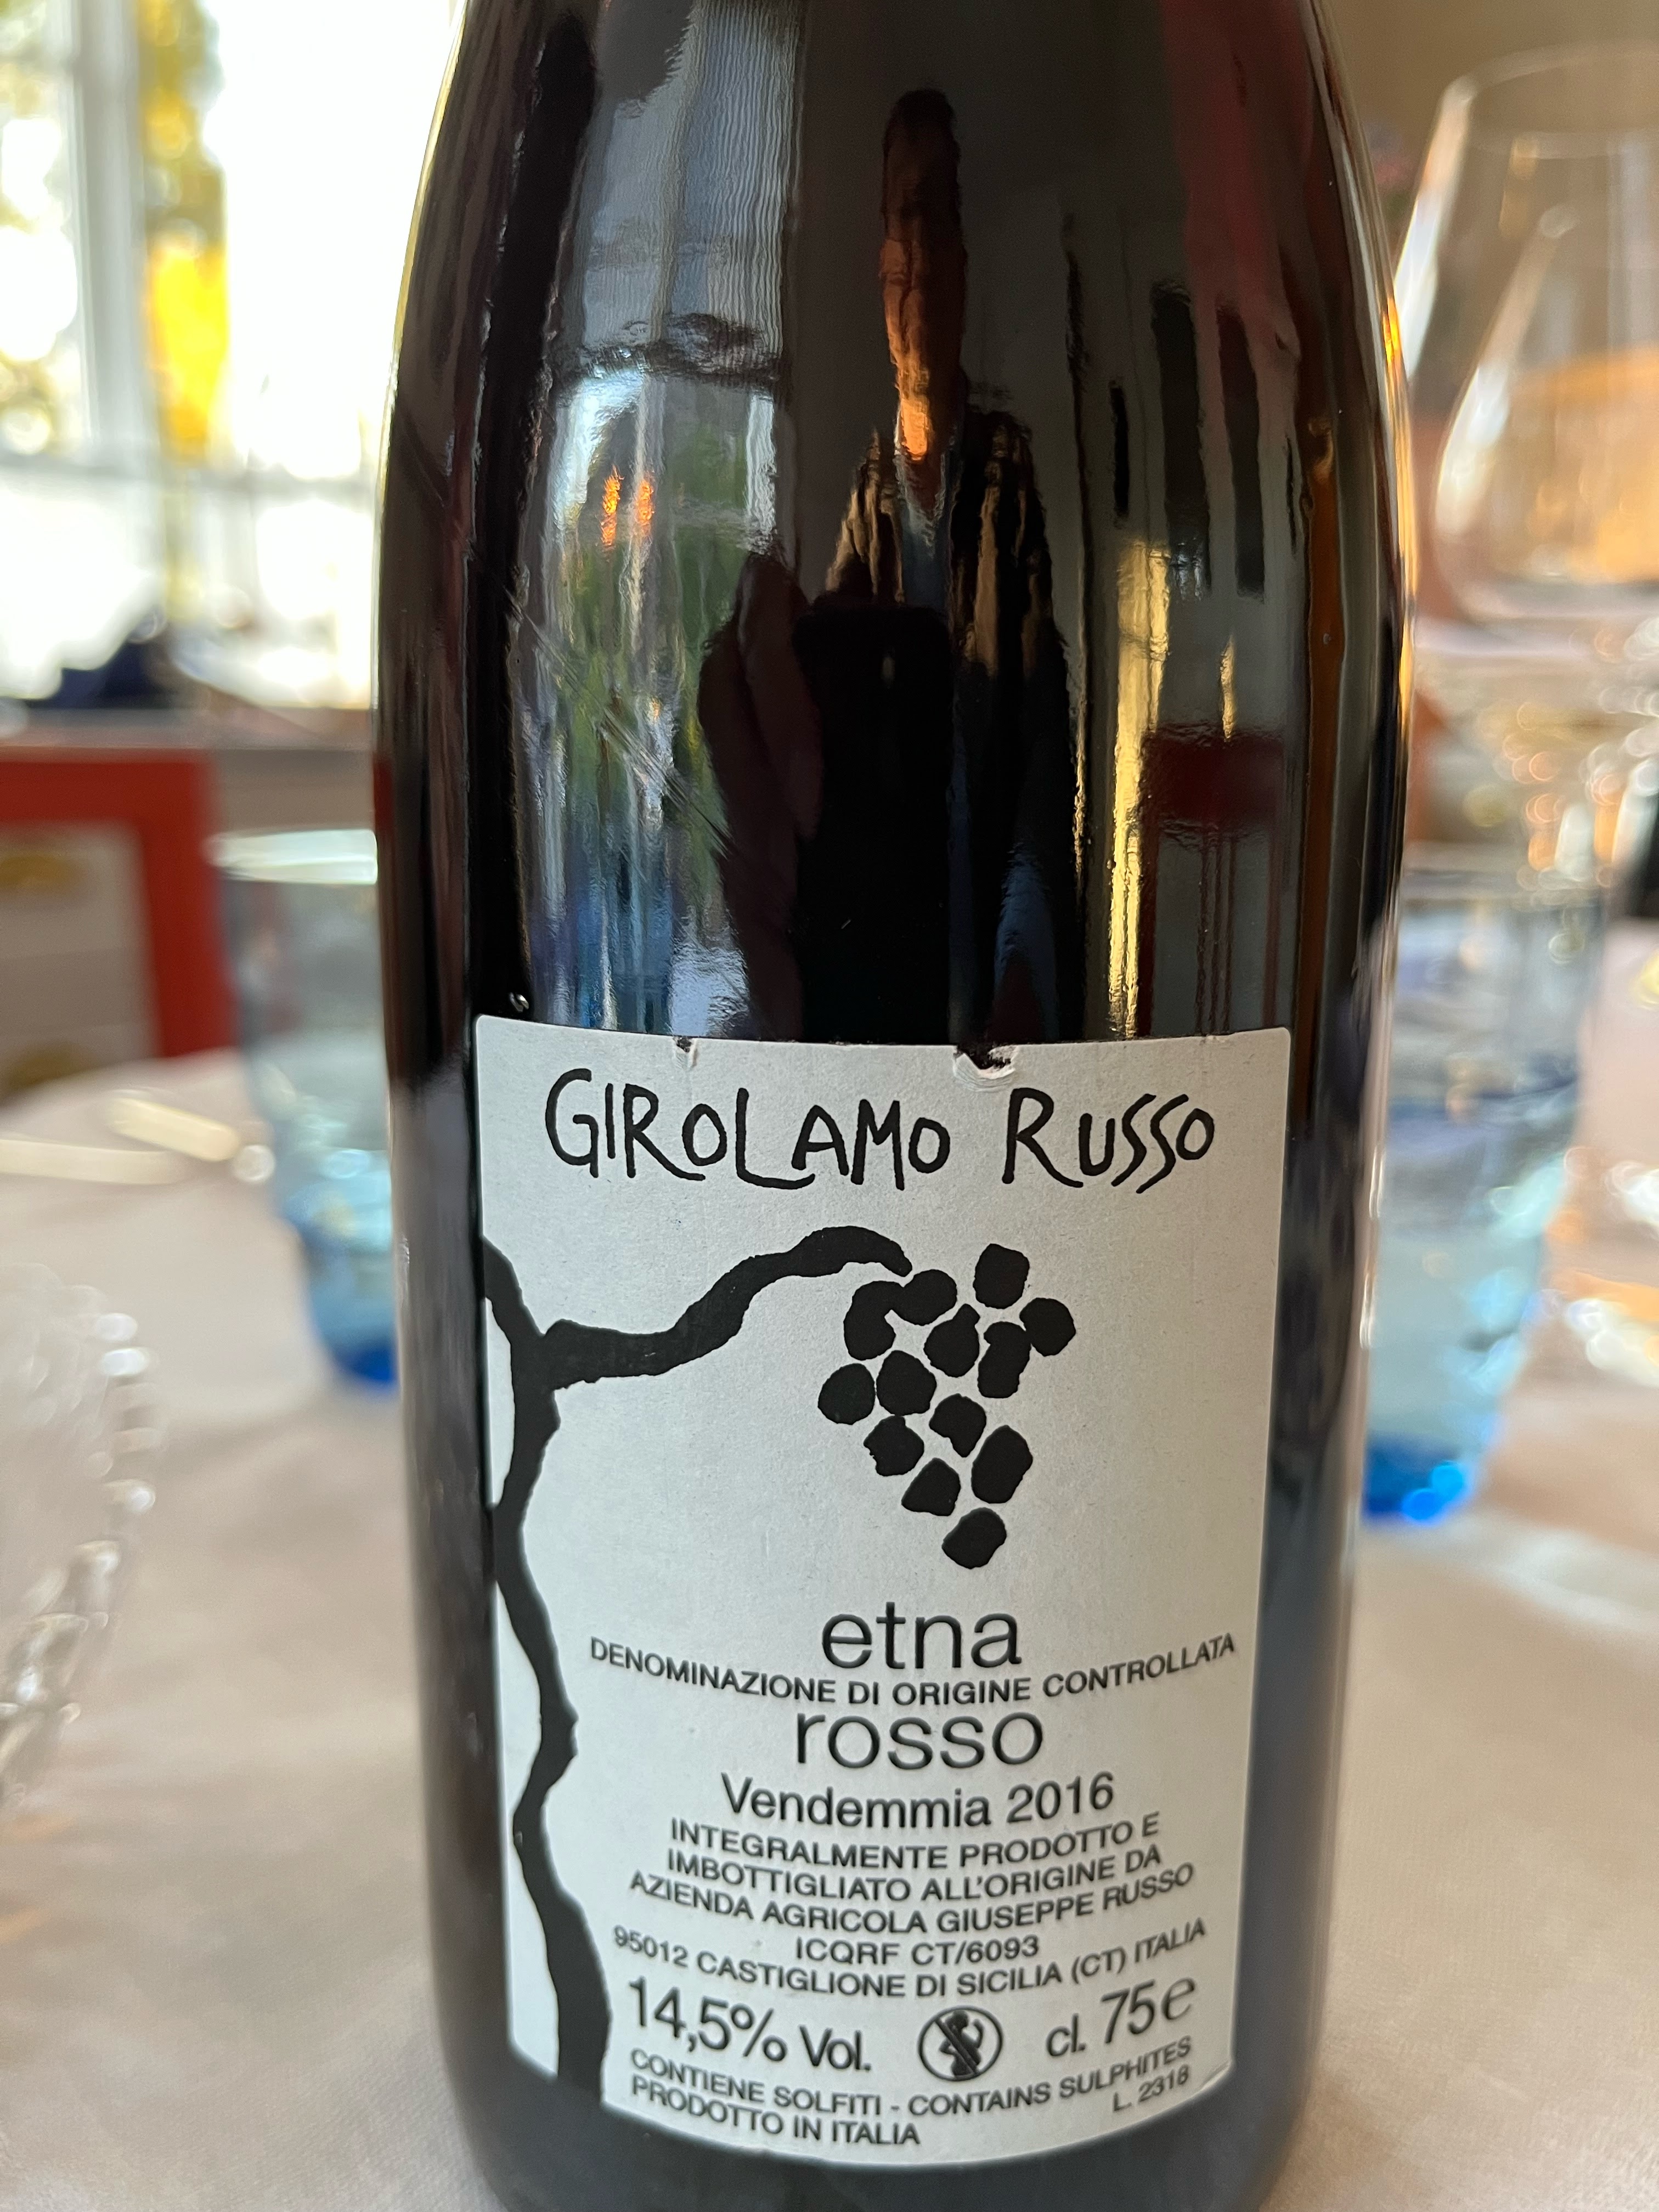 GIROLAMO RUSSO
etna
DENOMINAZIONE DI ORIGINE CONTROLLATA
rosso
Vendemmia 2016
INTEGRALMENTE PRODOTTO E
IMBOTTIGLIATO ALL'ORIGINE DA
AZIENDA AGRICOLA GIUSEPPE RUSSO
ICQRF CT/6093
95012 CASTIGLIONE DI SICILIA (CT) ITALIA
14,5% Vol. cl. 75e
CONTIENE SOLFITI - CONTAINS SULPHITES
PRODOTTO IN ITALIA L. 2318